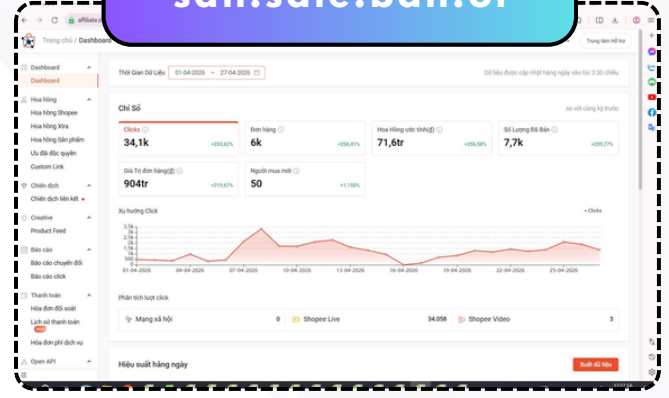 san.sale.ban.of
affiliate.s
Trang chủ / Dashboard
Trung tâm Hỗ trợ
Dashboard
Dashboard
Hoa hồng
Hoa hồng Shopee
Hoa hồng Xtra
Hoa hồng Sản phẩm
Ưu đãi độc quyền
Custom Link
Chiến dịch
Chiến dịch liên kết
Creative
Product Feed
Báo cáo
Báo cáo chuyển đổi
Báo cáo click
Thanh toán
Hóa đơn đối soát
Lịch sử thanh toán
Hóa đơn phí dịch vụ
Open API
Thời Gian Dữ Liệu 01-04-2026 ~ 27-04-2026
Dữ liệu được cập nhật hàng ngày vào lúc 3:30 chiều
Chỉ Số
so với cùng kỳ trước
Clicks
34,1k
+253,62%
Đơn hàng
6k
Hoa Hồng ước tính(₫)
71,6tr
+256,58%
Số Lượng Đã Bán
7,7k
+259,77%
Giá Trị đơn hàng(₫)
904tr
+219,67%
Người mua mới
50
+1.150%
Xu hướng Click
Clicks
3,5k
3k
2,5k
2k
1,5k
1k
500
0
01-04-2026 04-04-2026 07-04-2026 10-04-2026 13-04-2026 16-04-2026 19-04-2026 22-04-2026 25-04-2026
Phân tích lượt click
Mạng xã hội 0 Shopee Live 34.058 Shopee Video 3
Hiệu suất hàng ngày
Xuất dữ liệu